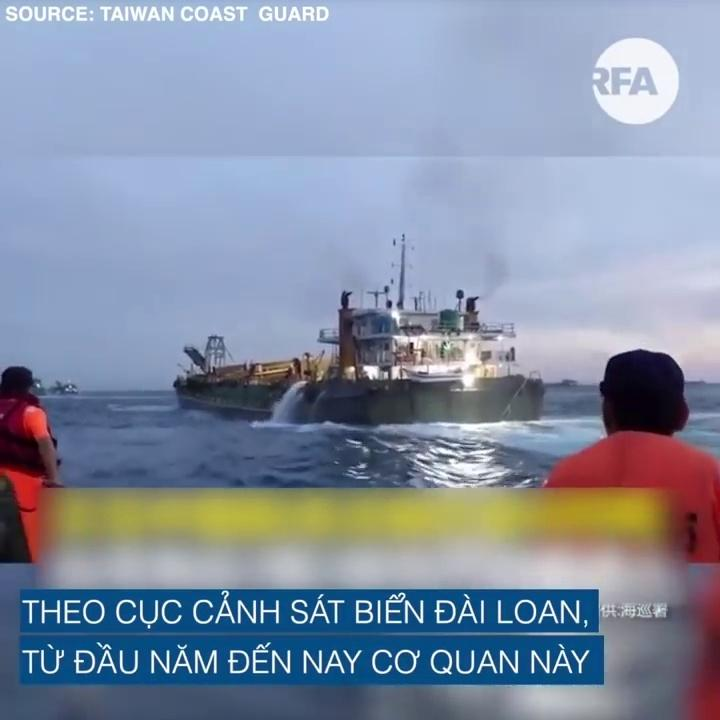 SOURCE: TAIWAN COAST GUARD
RFA
THEO CỤC CẢNH SÁT BIỂN ĐÀI LOAN,
供:海巡署
TỪ ĐẦU NĂM ĐẾN NAY CƠ QUAN NÀY